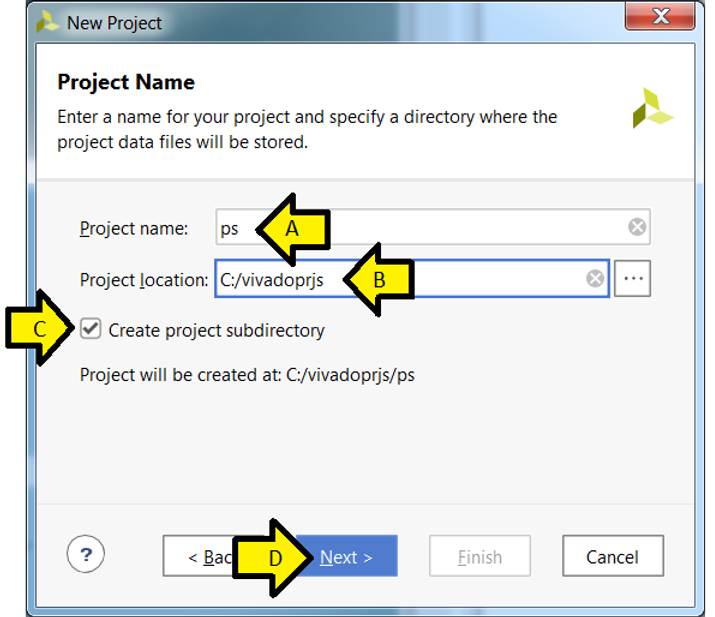 New Project
X
Project Name
Enter a name for your project and specify a directory where the
project data files will be stored.
Project name: ps A
Project location: C:/vivadoprjs B ...
C Create project subdirectory
Project will be created at: C:/vivadoprjs/ps
? < Bac D Next > Finish Cancel